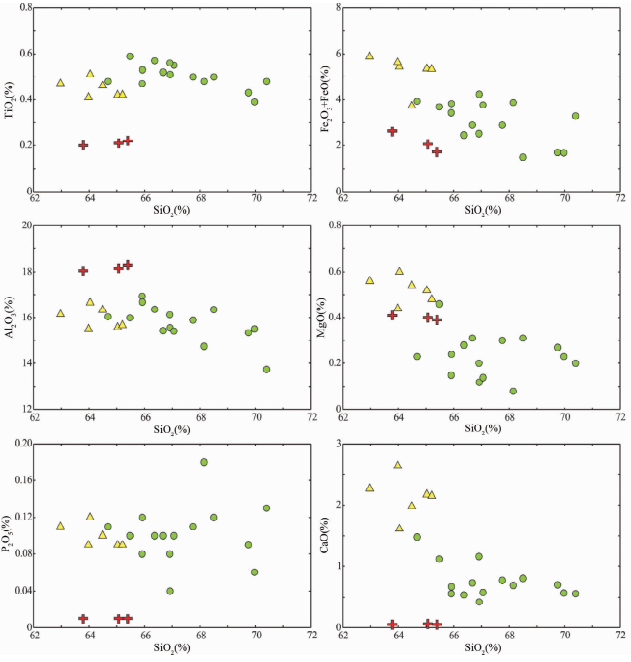 TiO₂(%)
0.8
0.6
0.4
0.2
0
62 64 66 68 70 72
SiO₂(%)
Fe₂O₃+FeO(%)
8
6
4
2
0
62 64 66 68 70 72
SiO₂(%)
Al₂O₃(%)
20
18
16
14
12
62 64 66 68 70 72
SiO₂(%)
MgO(%)
0.8
0.6
0.4
0.2
0
62 64 66 68 70 72
SiO₂(%)
P₂O₅(%)
0.20
0.16
0.12
0.08
0.04
0
62 64 66 68 70 72
SiO₂(%)
CaO(%)
3
2
1
0
62 64 66 68 70 72
SiO₂(%)